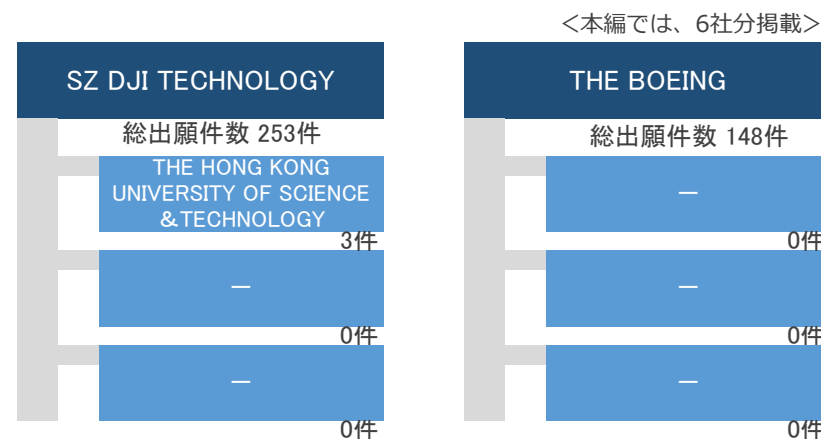 ＜本編では、6社分掲載＞
SZ DJI TECHNOLOGY
総出願件数 253件
THE HONG KONG
UNIVERSITY OF SCIENCE
＆TECHNOLOGY
3件
－
0件
－
0件
THE BOEING
総出願件数 148件
－
0件
－
0件
－
0件